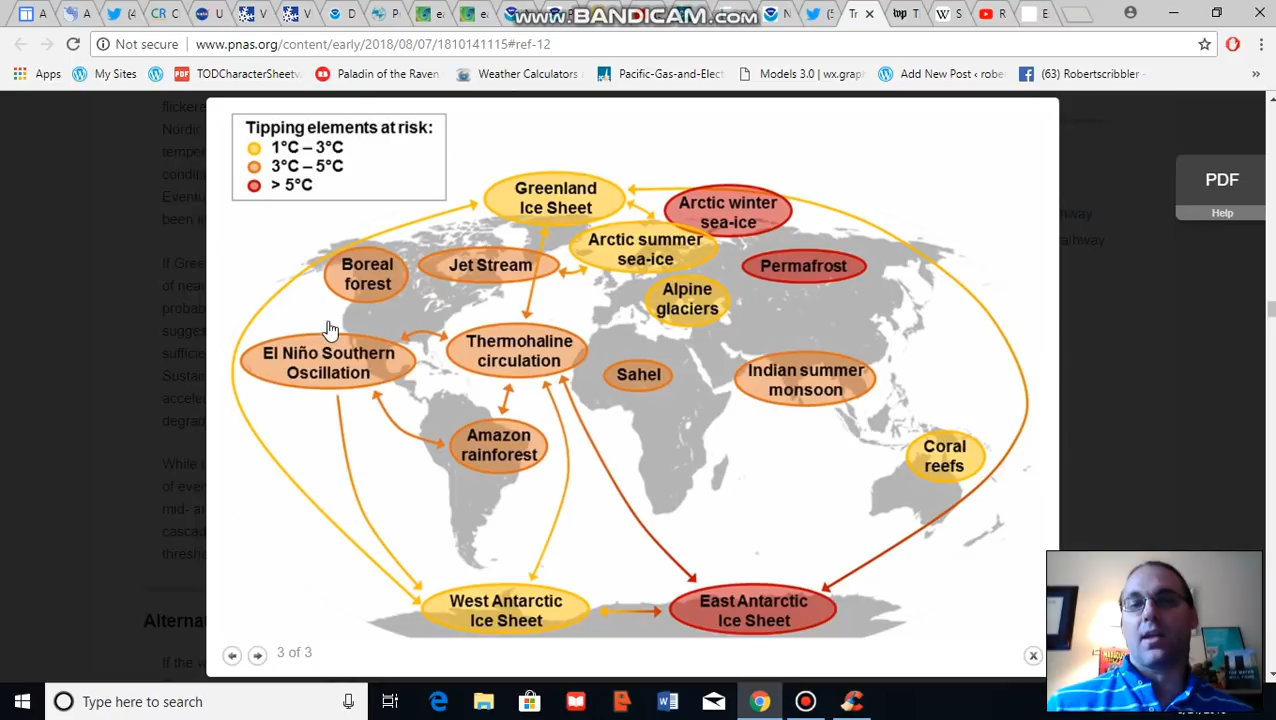 www.BANDICAM.com
Not secure www.pnas.org/content/early/2018/08/07/1810141115#ref-12
Apps My Sites TODCharacterSheet Paladin of the Raven Weather Calculators Pacific-Gas-and-Elect Models 3.0 | wx.grap Add New Post ‹ rober (63) Robertscribbler - »
Tipping elements at risk:
1°C – 3°C
3°C – 5°C
> 5°C
Greenland
Ice Sheet
Arctic winter
sea-ice
Arctic summer
sea-ice
Boreal
forest
Jet Stream
Permafrost
Alpine
glaciers
El Niño Southern
Oscillation
Thermohaline
circulation
Sahel
Indian summer
monsoon
Amazon
rainforest
Coral
reefs
West Antarctic
Ice Sheet
East Antarctic
Ice Sheet
3 of 3
x
PDF
Help
Type here to search